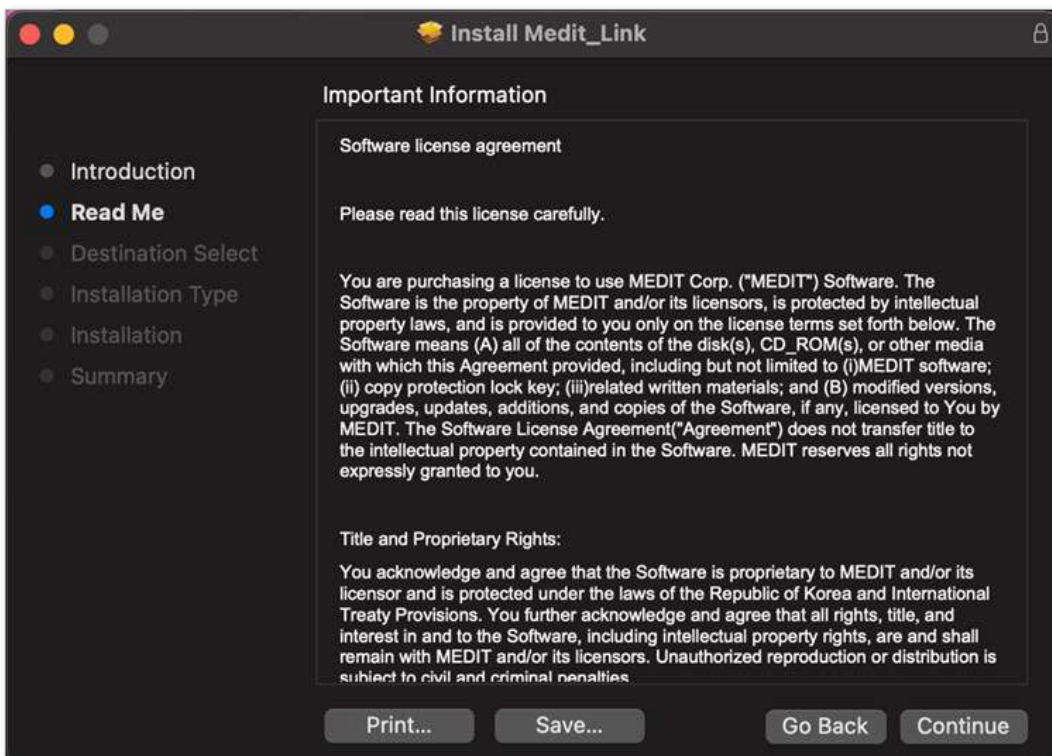 Install Medit_Link
Important Information
Introduction
Read Me
Destination Select
Installation Type
Installation
Summary
Software license agreement
Please read this license carefully.
You are purchasing a license to use MEDIT Corp. ("MEDIT") Software. The
Software is the property of MEDIT and/or its licensors, is protected by intellectual
property laws, and is provided to you only on the license terms set forth below. The
Software means (A) all of the contents of the disk(s), CD_ROM(s), or other media
with which this Agreement provided, including but not limited to (i)MEDIT software;
(ii) copy protection lock key; (iii)related written materials; and (B) modified versions,
upgrades, updates, additions, and copies of the Software, if any, licensed to You by
MEDIT. The Software License Agreement("Agreement") does not transfer title to
the intellectual property contained in the Software. MEDIT reserves all rights not
expressly granted to you.
Title and Proprietary Rights:
You acknowledge and agree that the Software is proprietary to MEDIT and/or its
licensor and is protected under the laws of the Republic of Korea and International
Treaty Provisions. You further acknowledge and agree that all rights, title, and
interest in and to the Software, including intellectual property rights, are and shall
remain with MEDIT and/or its licensors. Unauthorized reproduction or distribution is
subject to civil and criminal penalties.
Print...
Save...
Go Back
Continue